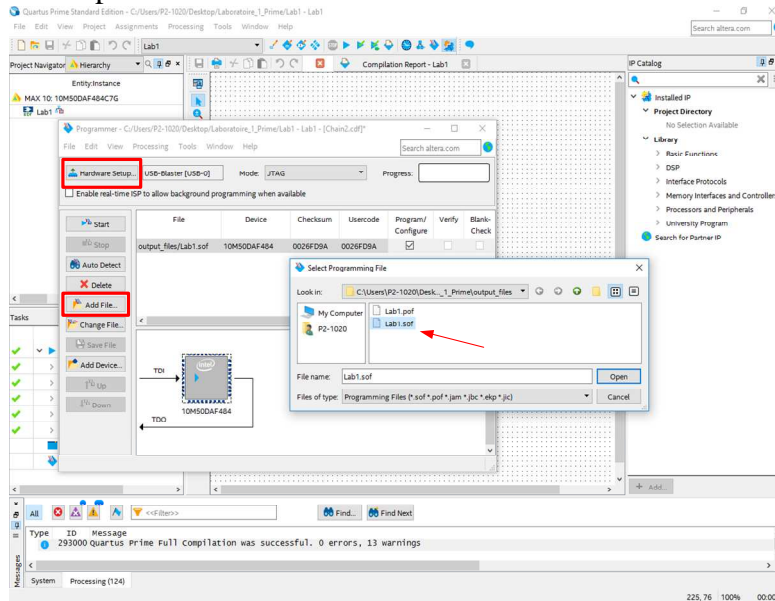 Quartus Prime Standard Edition - C:/Users/P2-1020/Desktop/Laboratoire_1_Prime/Lab1 - Lab1
File Edit View Project Assignments Processing Tools Window Help
Search altera.com
Lab1
Project Navigator Hierarchy
Compilation Report - Lab1
IP Catalog
Entity:Instance
MAX 10: 10M50DAF484C7G
Lab1
Installed IP
Project Directory
No Selection Available
Library
Basic Functions
DSP
Interface Protocols
Memory Interfaces and Controller
Processors and Peripherals
University Program
Search for Partner IP
Programmer - C:/Users/P2-1020/Desktop/Laboratoire_1_Prime/Lab1 - Lab1 - [Chain2.cdf]*
File Edit View Processing Tools Window Help
Search altera.com
Hardware Setup... USB-Blaster [USB-0] Mode: JTAG Progress:
Enable real-time ISP to allow background programming when available
Start
Stop
Auto Detect
Delete
Add File...
Change File...
Save File
Add Device...
Up
Down
File Device Checksum Usercode Program/ Configure Verify Blank- Check
output_files/Lab1.sof 10M50DAF484 0026FD9A 0026FD9A
TDI
intel
10M50DAF484
TDO
Select Programming File
Look in: C:\Users\P2-1020\Desk..._1_Prime\output_files
My Computer
P2-1020
Lab1.pof
Lab1.sof
File name: Lab1.sof Open
Files of type: Programming Files (*.sof *.pof *.jam *.jbc *.ekp *.jic) Cancel
Tasks
+ Add...
All <<Filter>> Find... Find Next
Type ID Message
293000 Quartus Prime Full Compilation was successful. 0 errors, 13 warnings
Messages
System Processing (124)
225, 76 100% 00:00